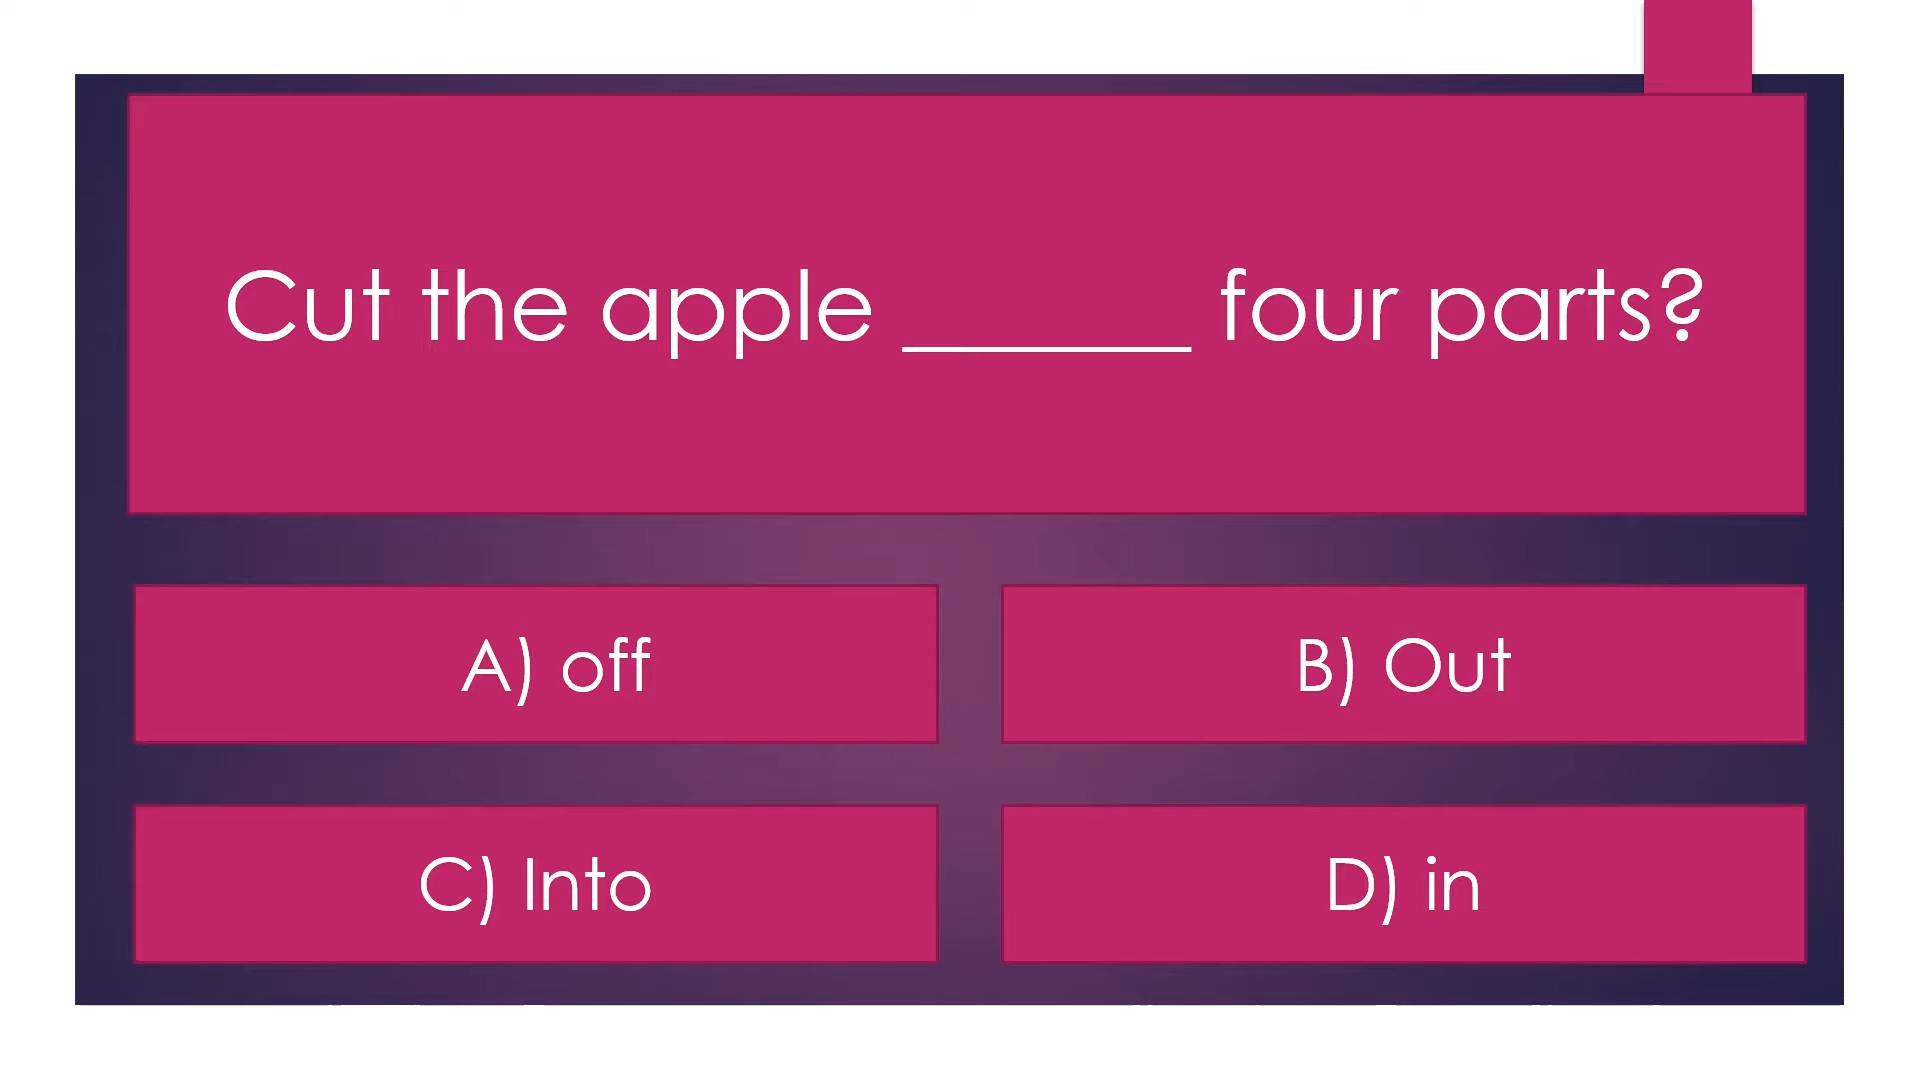 Cut the apple ______ four parts?
A) off
B) Out
C) Into
D) in